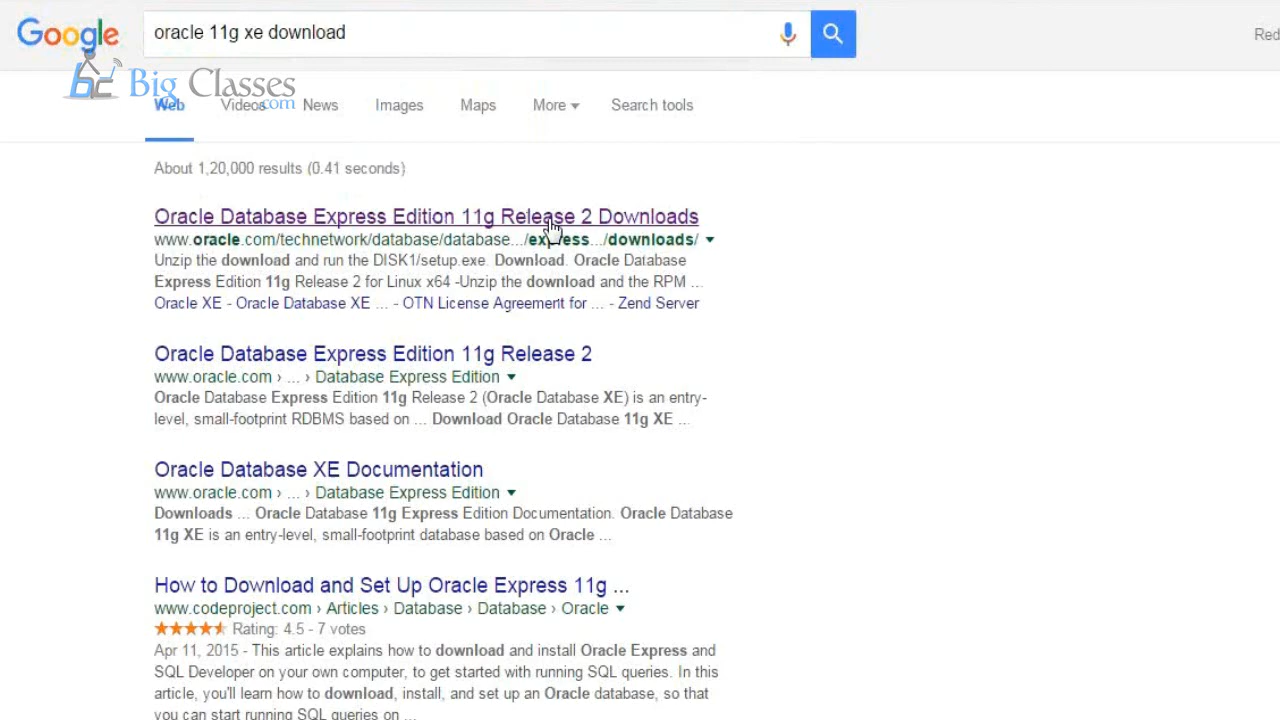 Google
oracle 11g xe download
Red
Big Classes
.com
Web Videos News Images Maps More Search tools
About 1,20,000 results (0.41 seconds)
Oracle Database Express Edition 11g Release 2 Downloads
www.oracle.com/technetwork/database/database.../express.../downloads/
Unzip the download and run the DISK1/setup.exe. Download. Oracle Database
Express Edition 11g Release 2 for Linux x64 -Unzip the download and the RPM ...
Oracle XE - Oracle Database XE ... - OTN License Agreement for ... - Zend Server
Oracle Database Express Edition 11g Release 2
www.oracle.com › ... › Database Express Edition
Oracle Database Express Edition 11g Release 2 (Oracle Database XE) is an entry-
level, small-footprint RDBMS based on ... Download Oracle Database 11g XE ...
Oracle Database XE Documentation
www.oracle.com › ... › Database Express Edition
Downloads ... Oracle Database 11g Express Edition Documentation. Oracle Database
11g XE is an entry-level, small-footprint database based on Oracle ...
How to Download and Set Up Oracle Express 11g ...
www.codeproject.com › Articles › Database › Database › Oracle
Rating: 4.5 - 7 votes
Apr 11, 2015 - This article explains how to download and install Oracle Express and
SQL Developer on your own computer, to get started with running SQL queries. In this
article, you'll learn how to download, install, and set up an Oracle database, so that
you can start running SQL queries on ...